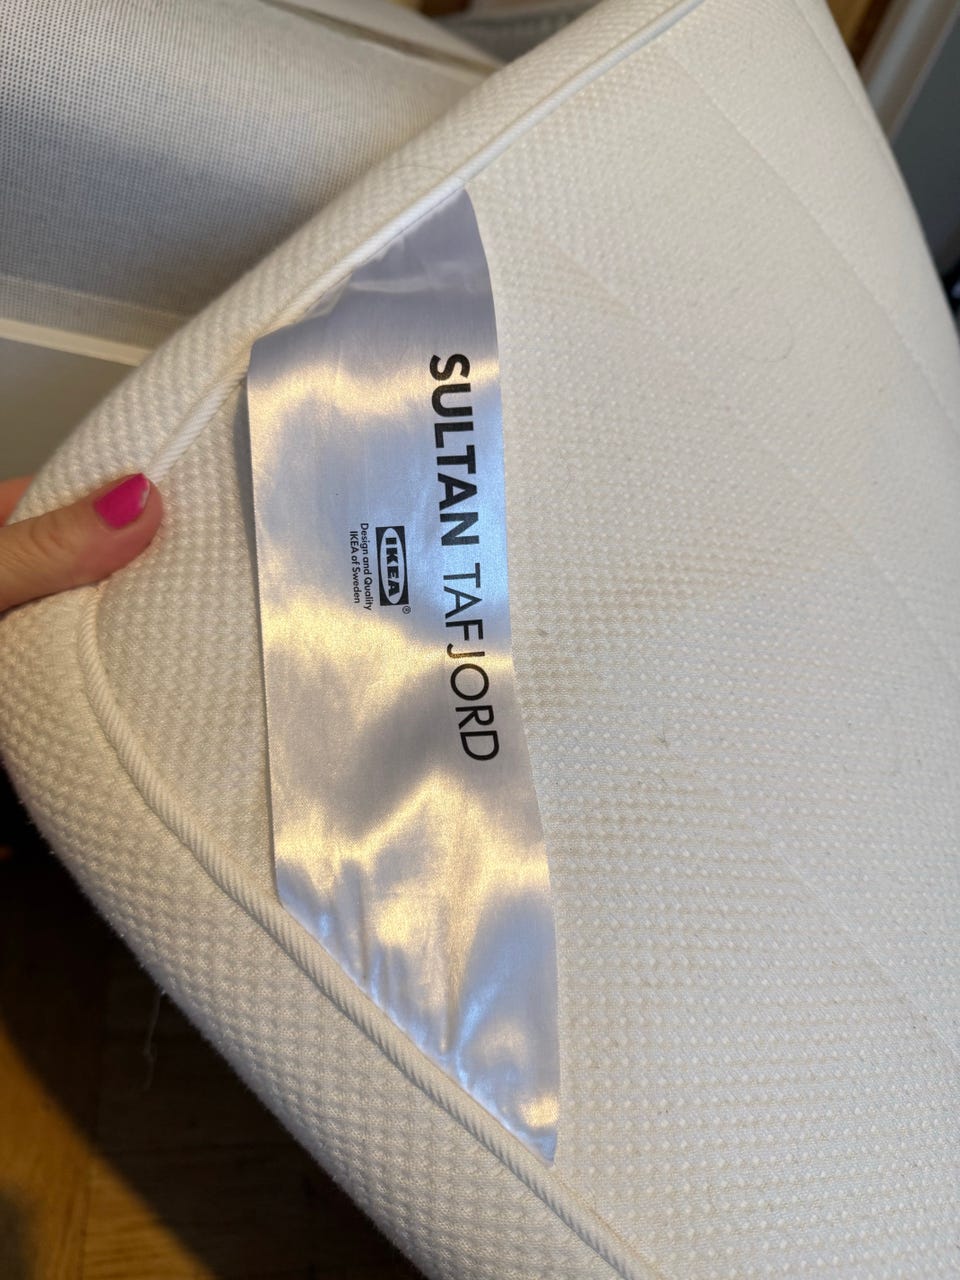 SULTAN TAFJORD
IKEA®
Design and Quality
IKEA of Sweden